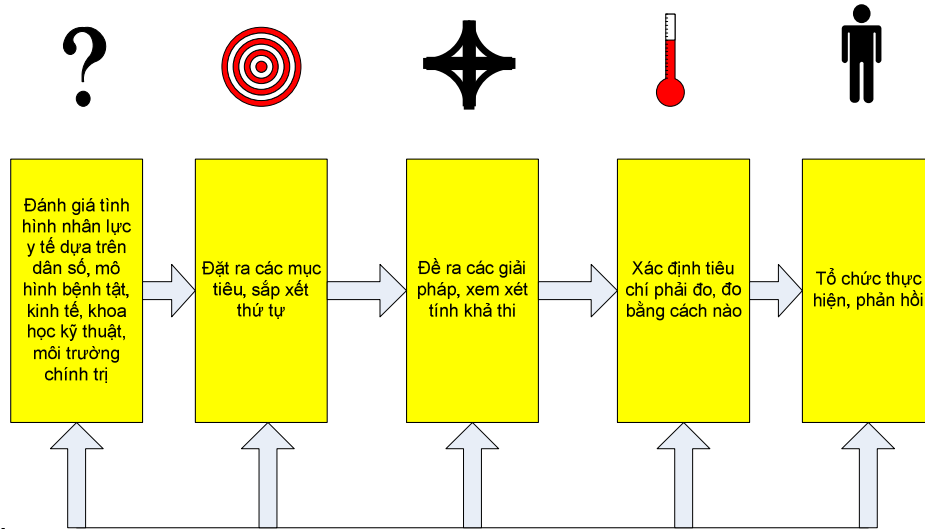 ?
Đánh giá tình
hình nhân lực
y tế dựa trên
dân số, mô
hình bệnh tật,
kinh tế, khoa
học kỹ thuật,
môi trường
chính trị
Đặt ra các mục
tiêu, sắp xết
thứ tự
Đề ra các giải
pháp, xem xét
tính khả thi
Xác định tiêu
chí phải đo, đo
bằng cách nào
Tổ chức thực
hiện, phản hồi